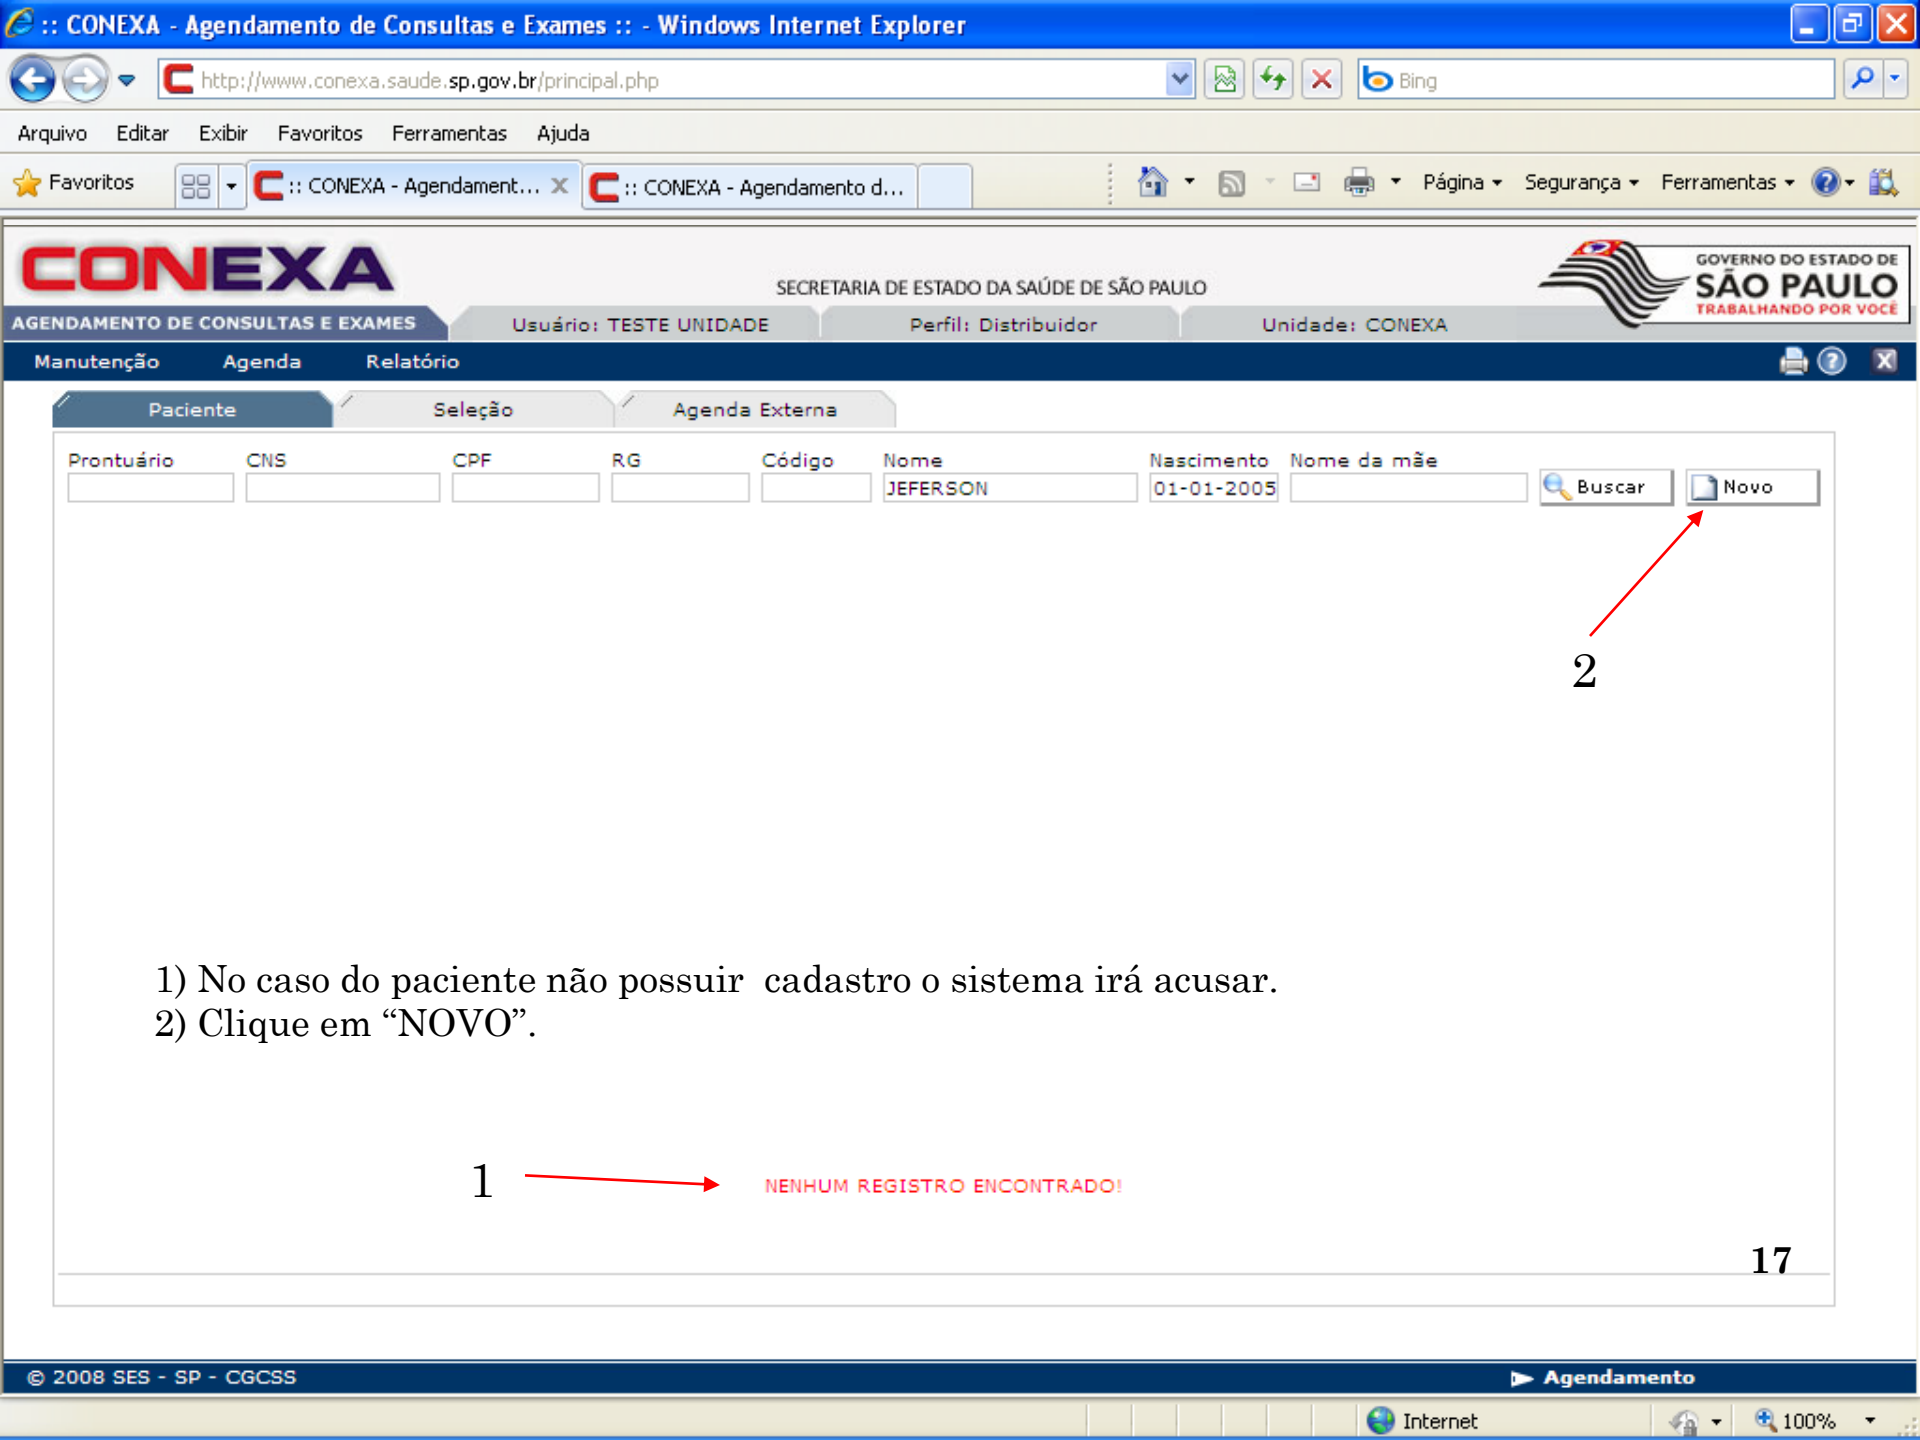 :: CONEXA - Agendamento de Consultas e Exames :: - Windows Internet Explorer
http://www.conexa.saude.sp.gov.br/principal.php
Bing
Arquivo Editar Exibir Favoritos Ferramentas Ajuda
Favoritos :: CONEXA - Agendament... :: CONEXA - Agendamento d... Página Segurança Ferramentas
CONEXA
SECRETARIA DE ESTADO DA SAÚDE DE SÃO PAULO
GOVERNO DO ESTADO DE
SÃO PAULO
TRABALHANDO POR VOCÊ
AGENDAMENTO DE CONSULTAS E EXAMES Usuário: TESTE UNIDADE Perfil: Distribuidor Unidade: CONEXA
Manutenção Agenda Relatório
Paciente Seleção Agenda Externa
Prontuário CNS CPF RG Código Nome Nascimento Nome da mãe
JEFERSON 01-01-2005 Buscar Novo
2
1) No caso do paciente não possuir  cadastro o sistema irá acusar.
2) Clique em “NOVO”.
1 NENHUM REGISTRO ENCONTRADO!
17
© 2008 SES - SP - CGCSS Agendamento
Internet 100%